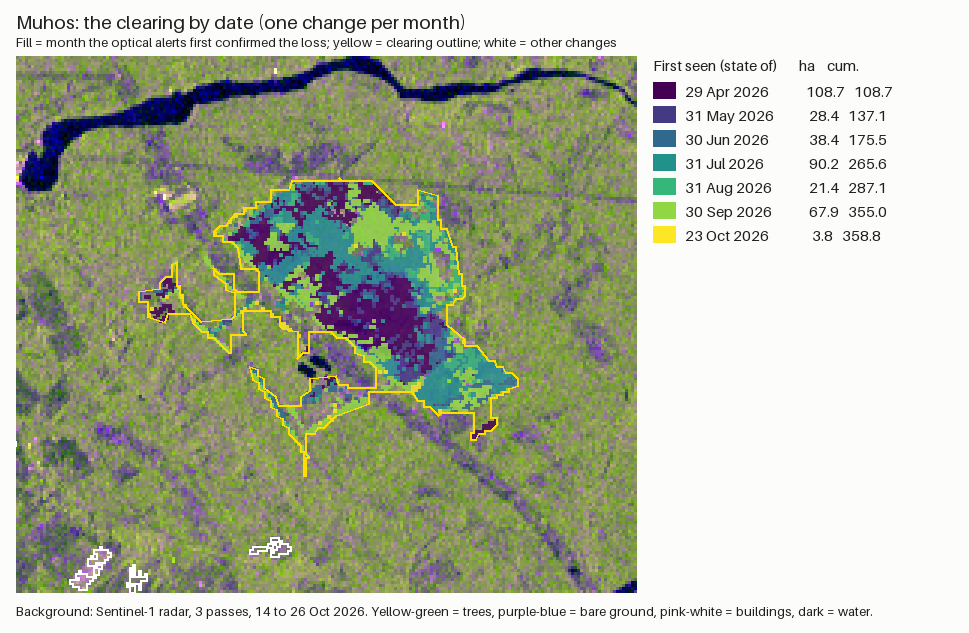 Muhos: the clearing by date (one change per month)
Fill = month the optical alerts first confirmed the loss; yellow = clearing outline; white = other changes
First seen (state of) ha cum.
29 Apr 2026 108.7 108.7
31 May 2026 28.4 137.1
30 Jun 2026 38.4 175.5
31 Jul 2026 90.2 265.6
31 Aug 2026 21.4 287.1
30 Sep 2026 67.9 355.0
23 Oct 2026 3.8 358.8
Background: Sentinel-1 radar, 3 passes, 14 to 26 Oct 2026. Yellow-green = trees, purple-blue = bare ground, pink-white = buildings, dark = water.